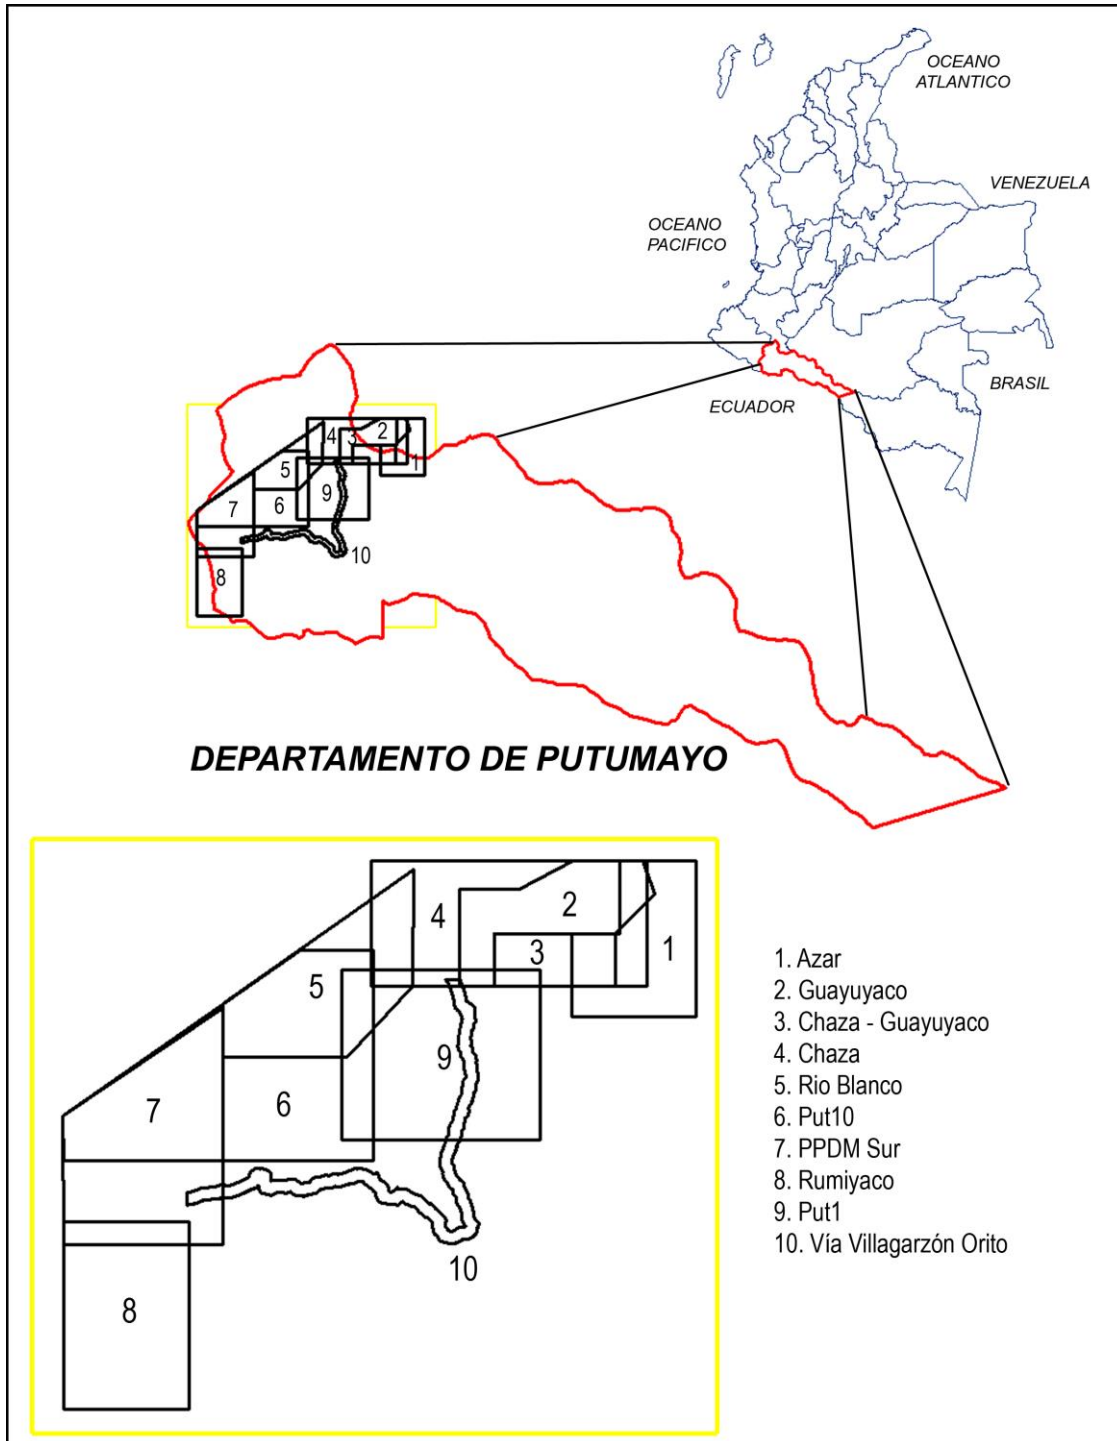 OCEANO
ATLANTICO
VENEZUELA
OCEANO
PACIFICO
BRASIL
ECUADOR
4
3
2
1
5
9
6
7
10
8
DEPARTAMENTO DE PUTUMAYO
4
2
3
1
5
9
7
6
10
8
1. Azar
2. Guayuyaco
3. Chaza - Guayuyaco
4. Chaza
5. Rio Blanco
6. Put10
7. PPDM Sur
8. Rumiyaco
9. Put1
10. Vía Villagarzón Orito